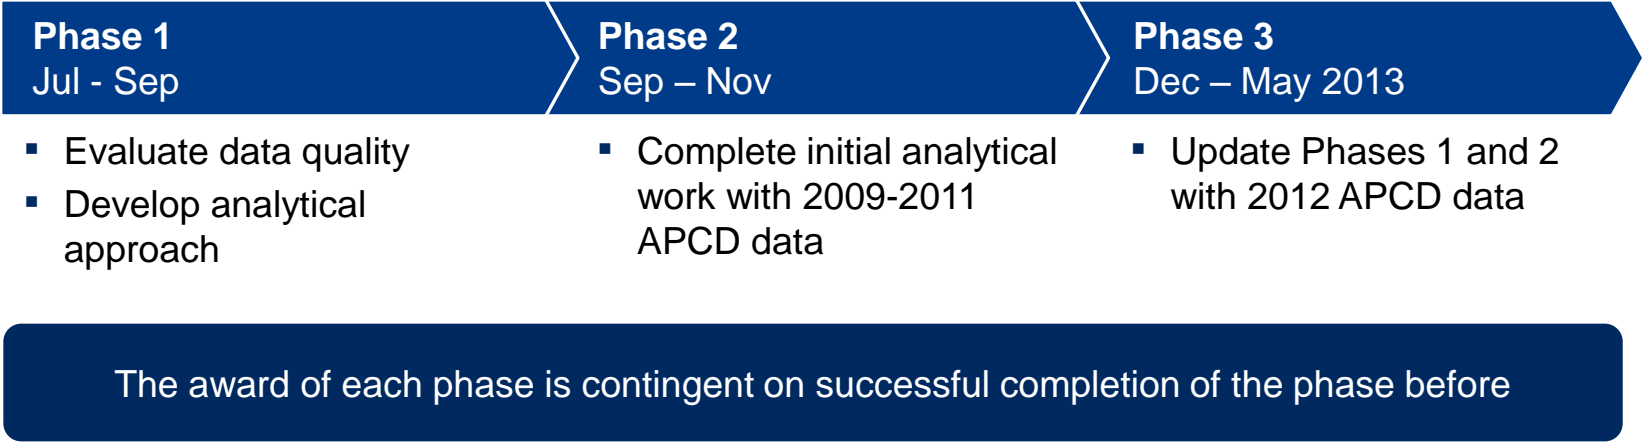 Phase 1
Jul - Sep
▪ Evaluate data quality
▪ Develop analytical
approach
Phase 2
Sep – Nov
▪ Complete initial analytical
work with 2009-2011
APCD data
Phase 3
Dec – May 2013
▪ Update Phases 1 and 2
with 2012 APCD data
The award of each phase is contingent on successful completion of the phase before